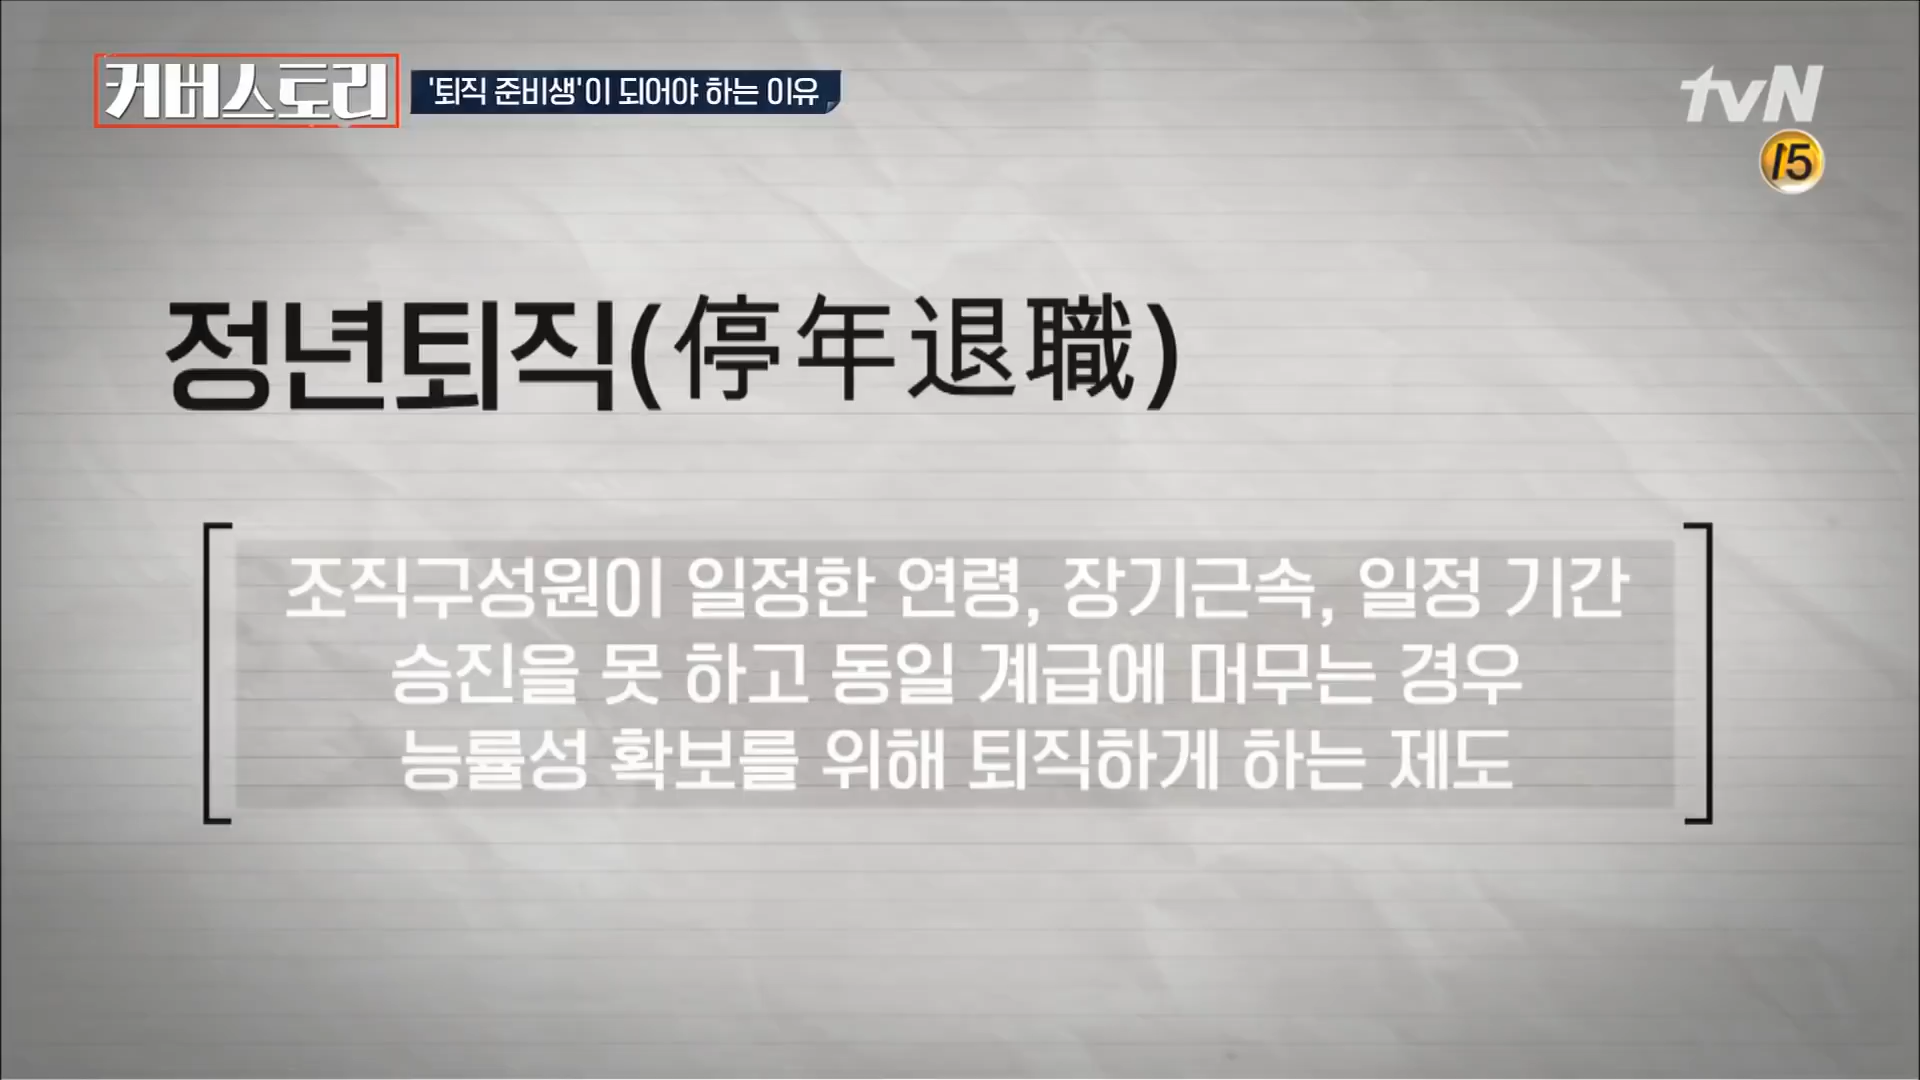 커버스토리
'퇴직 준비생'이 되어야 하는 이유
tvN
15
정년퇴직(停年退職)
조직구성원이 일정한 연령, 장기근속, 일정 기간
승진을 못 하고 동일 계급에 머무는 경우
능률성 확보를 위해 퇴직하게 하는 제도